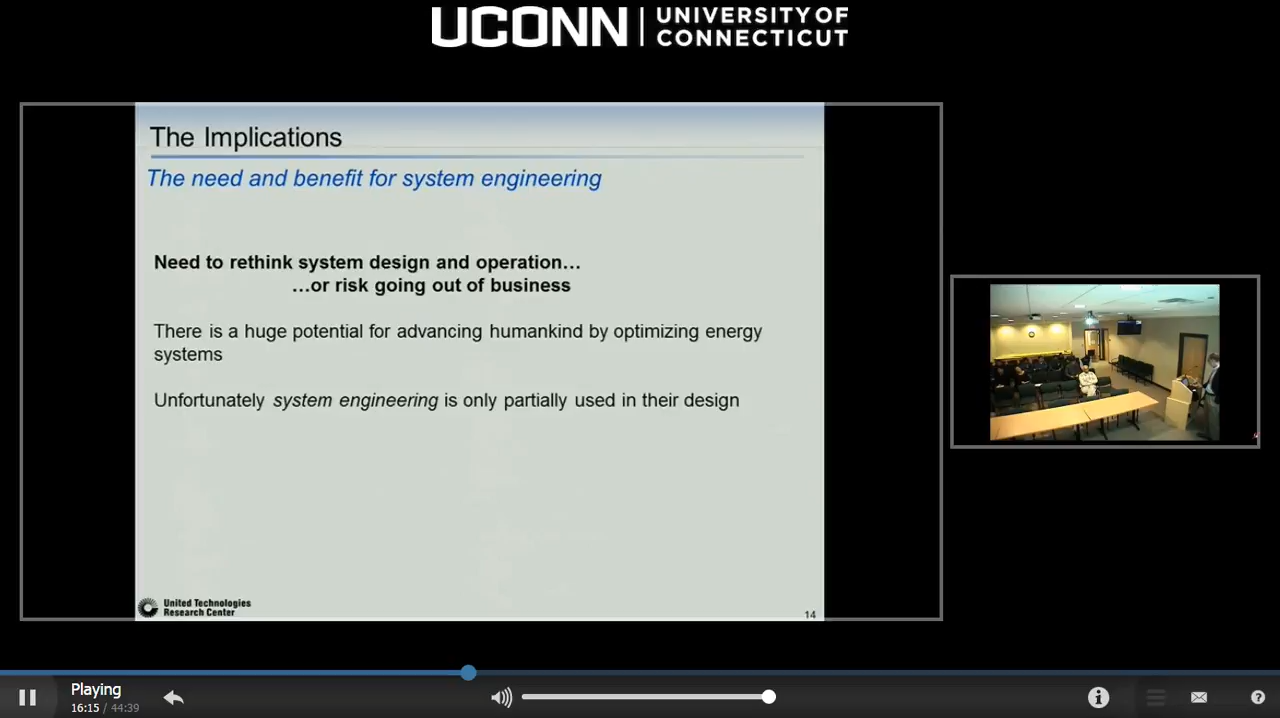 UCONN UNIVERSITY OF
CONNECTICUT
The Implications
The need and benefit for system engineering
Need to rethink system design and operation…
…or risk going out of business
There is a huge potential for advancing humankind by optimizing energy
systems
Unfortunately system engineering is only partially used in their design
United Technologies
Research Center
14
Playing
16:15 / 44:39